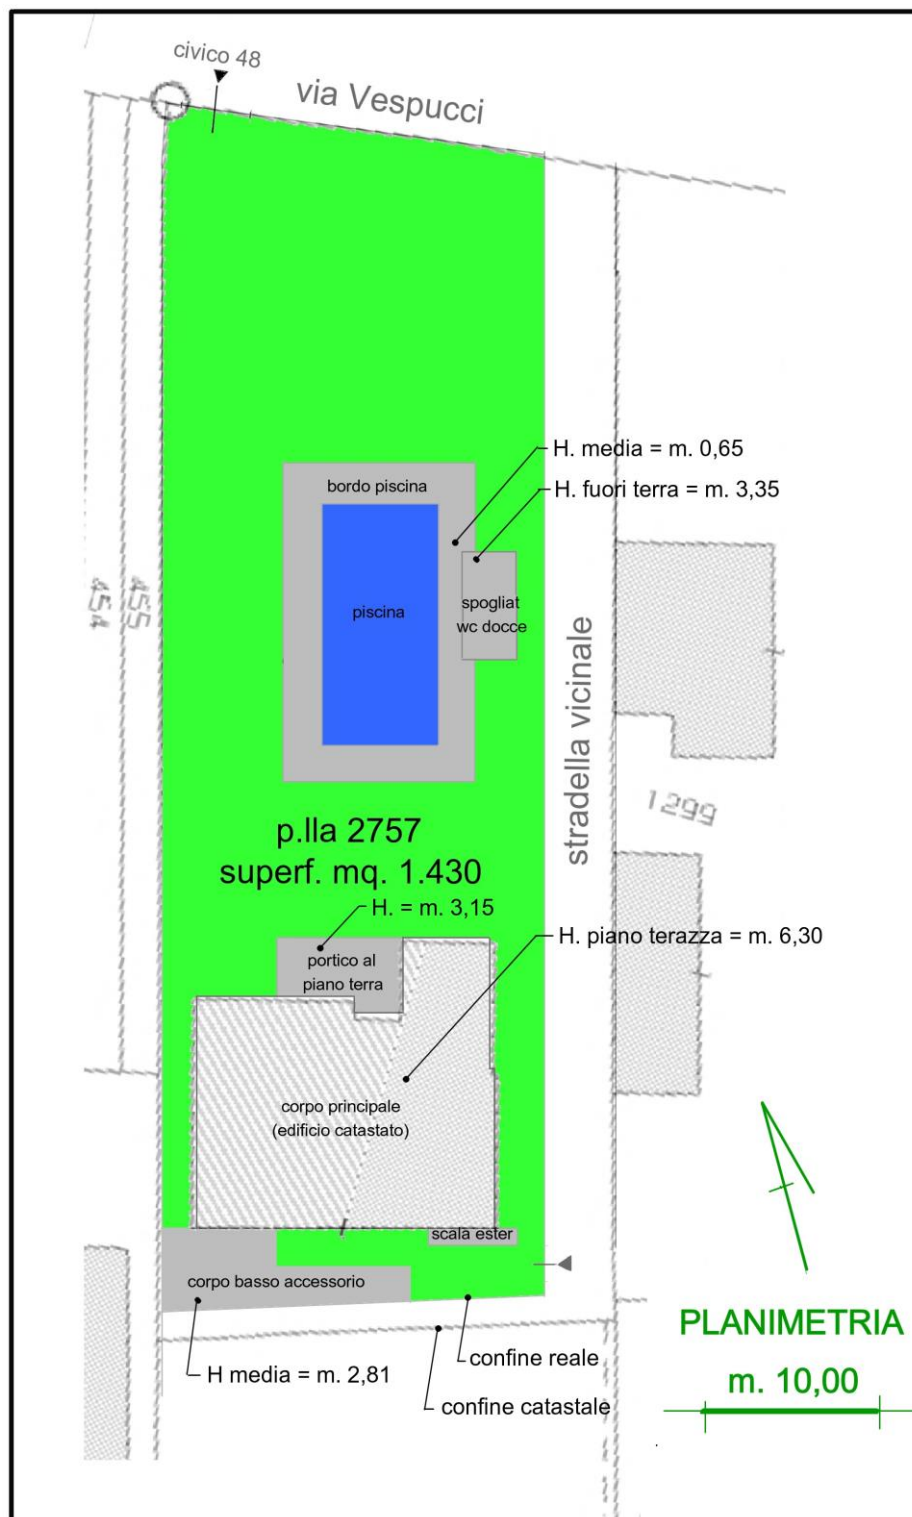 civico 48
via Vespucci
H. media = m. 0,65
H. fuori terra = m. 3,35
bordo piscina
piscina
spogliat
wc docce
454
455
stradella vicinale
1299
p.lla 2757
superf. mq. 1.430
H. = m. 3,15
H. piano terazza = m. 6,30
portico al
piano terra
corpo principale
(edificio catastato)
scala ester
corpo basso accessorio
confine reale
H media = m. 2,81
confine catastale
PLANIMETRIA
m. 10,00